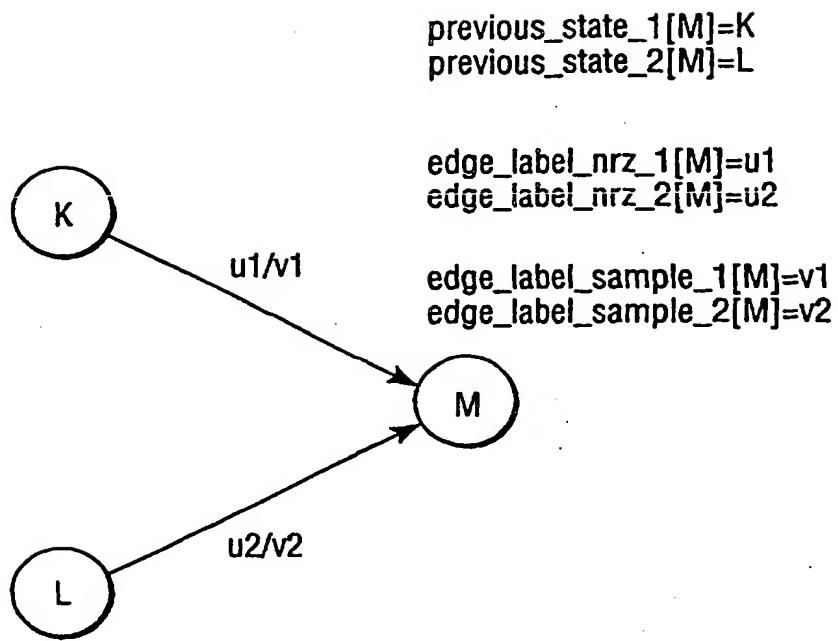 previous_state_1[M]=K
previous_state_2[M]=L
edge_label_nrz_1[M]=u1
edge_label_nrz_2[M]=u2
K
u1/v1
edge_label_sample_1[M]=v1
edge_label_sample_2[M]=v2
M
u2/v2
L